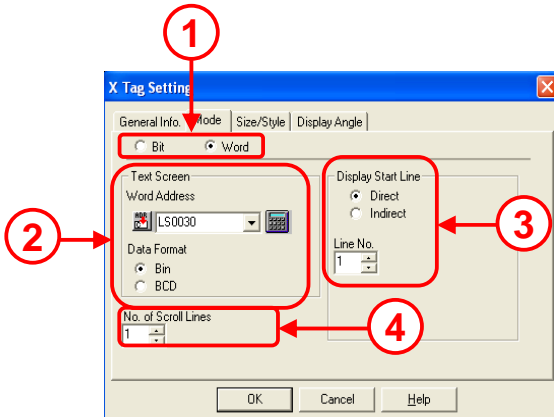 1
X Tag Setting
General Info. Mode Size/Style Display Angle
Bit Word
Text Screen
Word Address
LS0030
Data Format
Bin
BCD
2
Display Start Line
Direct
Indirect
Line No.
1
3
No. of Scroll Lines
1
4
OK Cancel Help